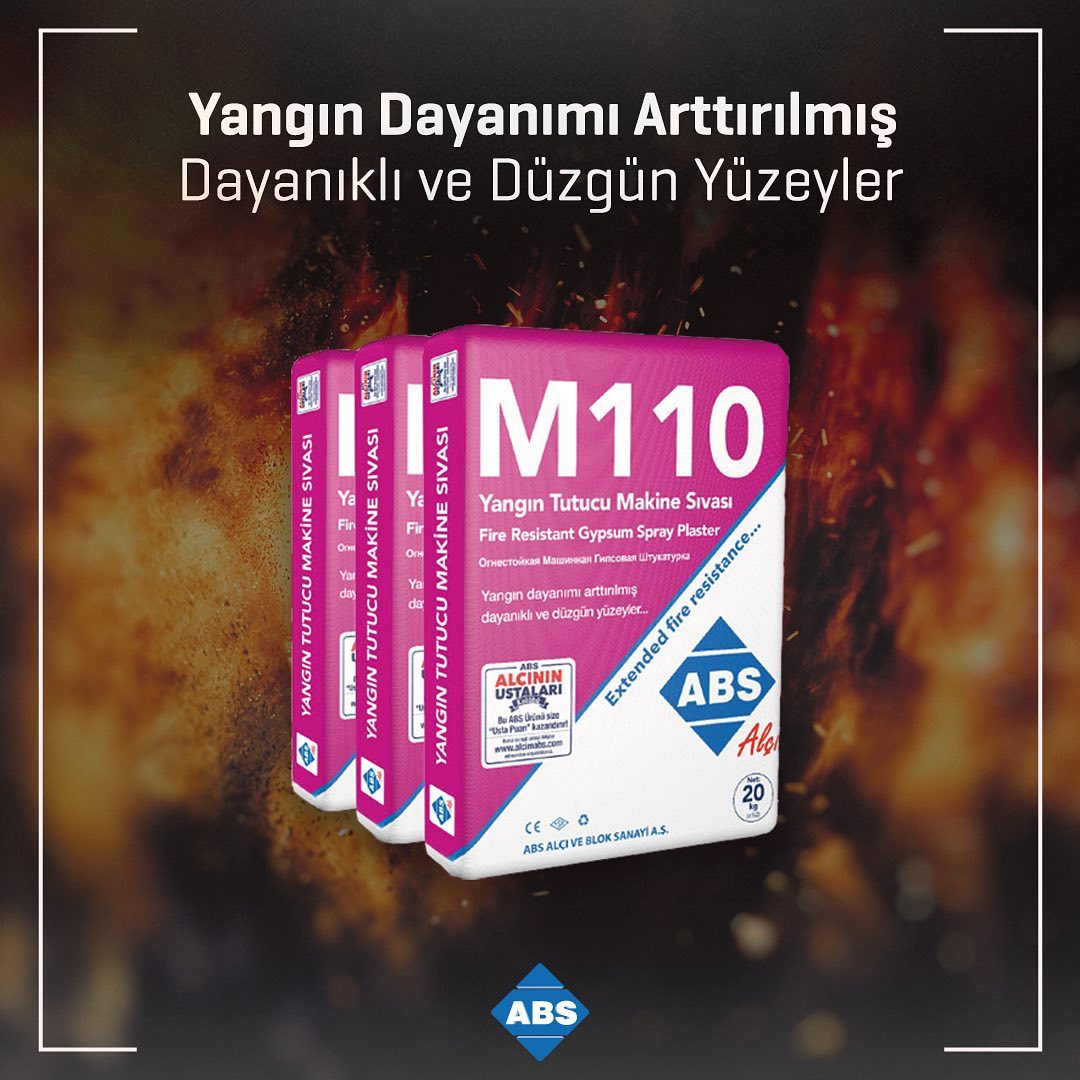 Yangın Dayanımı Arttırılmış
Dayanıklı ve Düzgün Yüzeyler
YANGIN TUTUCU MAKİNE SIVASI
YANGIN TUTUCU MAKİNE SIVASI
YANGIN TUTUCU MAKİNE SIVASI
M110
Yangın Tutucu Makine Sıvası
Fire Resistant Gypsum Spray Plaster
Огнестойкая Машинная Гипсовая Штукатурка
Yangın dayanımı arttırılmış
dayanıklı ve düzgün yüzeyler...
Extended fire resistance...
ABS
ALÇININ
USTALARI
Bu ABS Ürünü size
"Usta Puan" kazandırır!
www.alcimabs.com
ABS
Alçı
Net:
20
kg
CE
ABS ALÇI VE BLOK SANAYİ A.Ş.
ABS